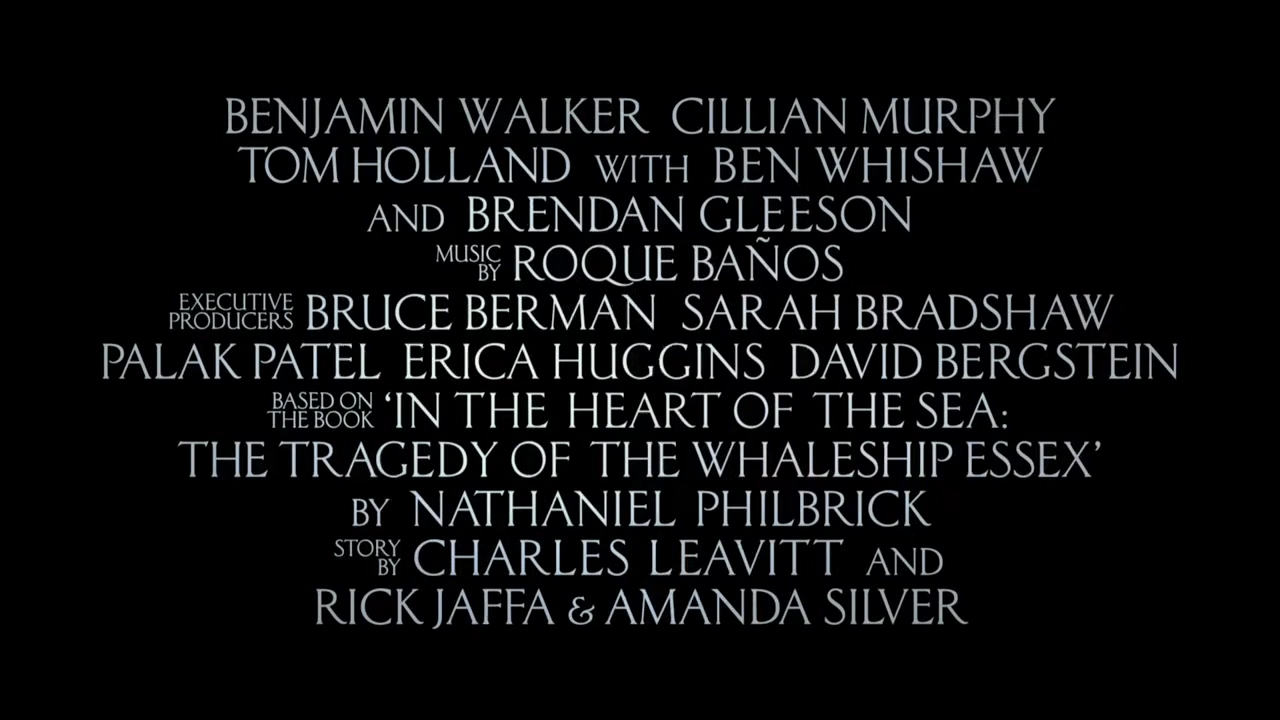 BENJAMIN WALKER CILLIAN MURPHY
TOM HOLLAND WITH BEN WHISHAW
AND BRENDAN GLEESON
MUSIC BY ROQUE BAÑOS
EXECUTIVE PRODUCERS BRUCE BERMAN SARAH BRADSHAW
PALAK PATEL ERICA HUGGINS DAVID BERGSTEIN
BASED ON THE BOOK ‘IN THE HEART OF THE SEA:
THE TRAGEDY OF THE WHALESHIP ESSEX’
BY NATHANIEL PHILBRICK
STORY BY CHARLES LEAVITT AND
RICK JAFFA & AMANDA SILVER